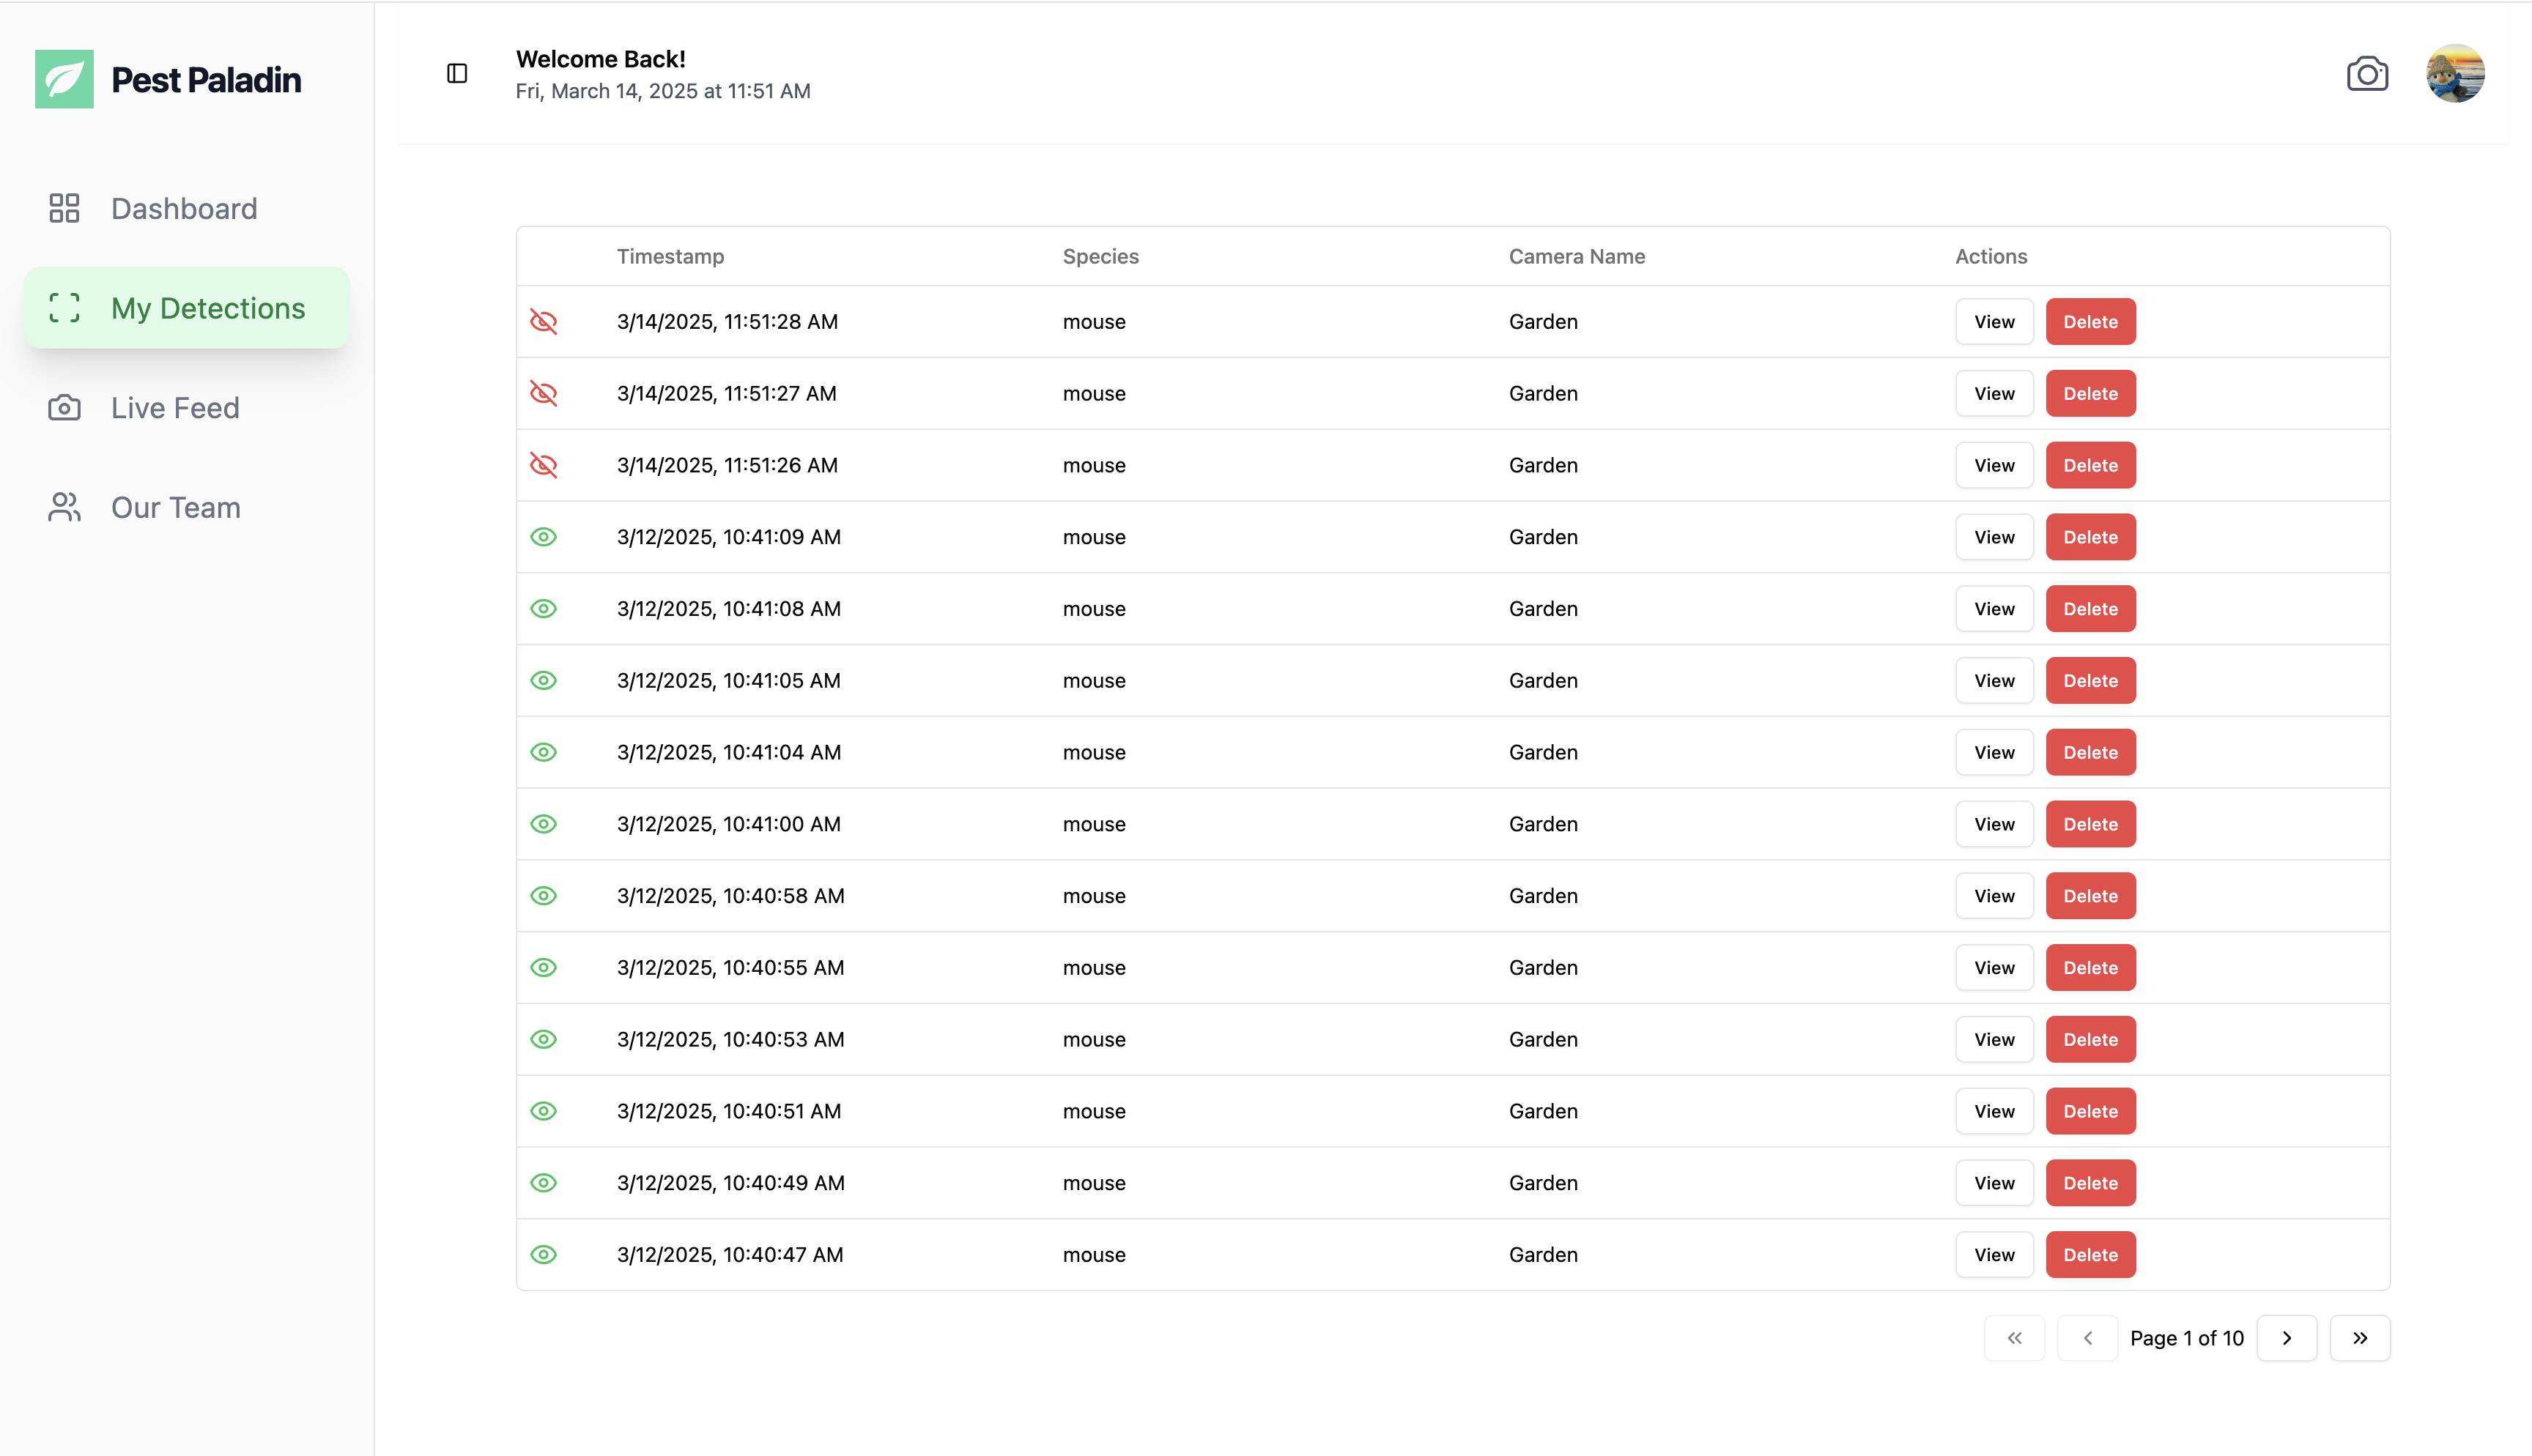 Pest Paladin
Dashboard
My Detections
Live Feed
Our Team
Welcome Back!
Fri, March 14, 2025 at 11:51 AM
Timestamp Species Camera Name Actions
3/14/2025, 11:51:28 AM mouse Garden View Delete
3/14/2025, 11:51:27 AM mouse Garden View Delete
3/14/2025, 11:51:26 AM mouse Garden View Delete
3/12/2025, 10:41:09 AM mouse Garden View Delete
3/12/2025, 10:41:08 AM mouse Garden View Delete
3/12/2025, 10:41:05 AM mouse Garden View Delete
3/12/2025, 10:41:04 AM mouse Garden View Delete
3/12/2025, 10:41:00 AM mouse Garden View Delete
3/12/2025, 10:40:58 AM mouse Garden View Delete
3/12/2025, 10:40:55 AM mouse Garden View Delete
3/12/2025, 10:40:53 AM mouse Garden View Delete
3/12/2025, 10:40:51 AM mouse Garden View Delete
3/12/2025, 10:40:49 AM mouse Garden View Delete
3/12/2025, 10:40:47 AM mouse Garden View Delete
Page 1 of 10